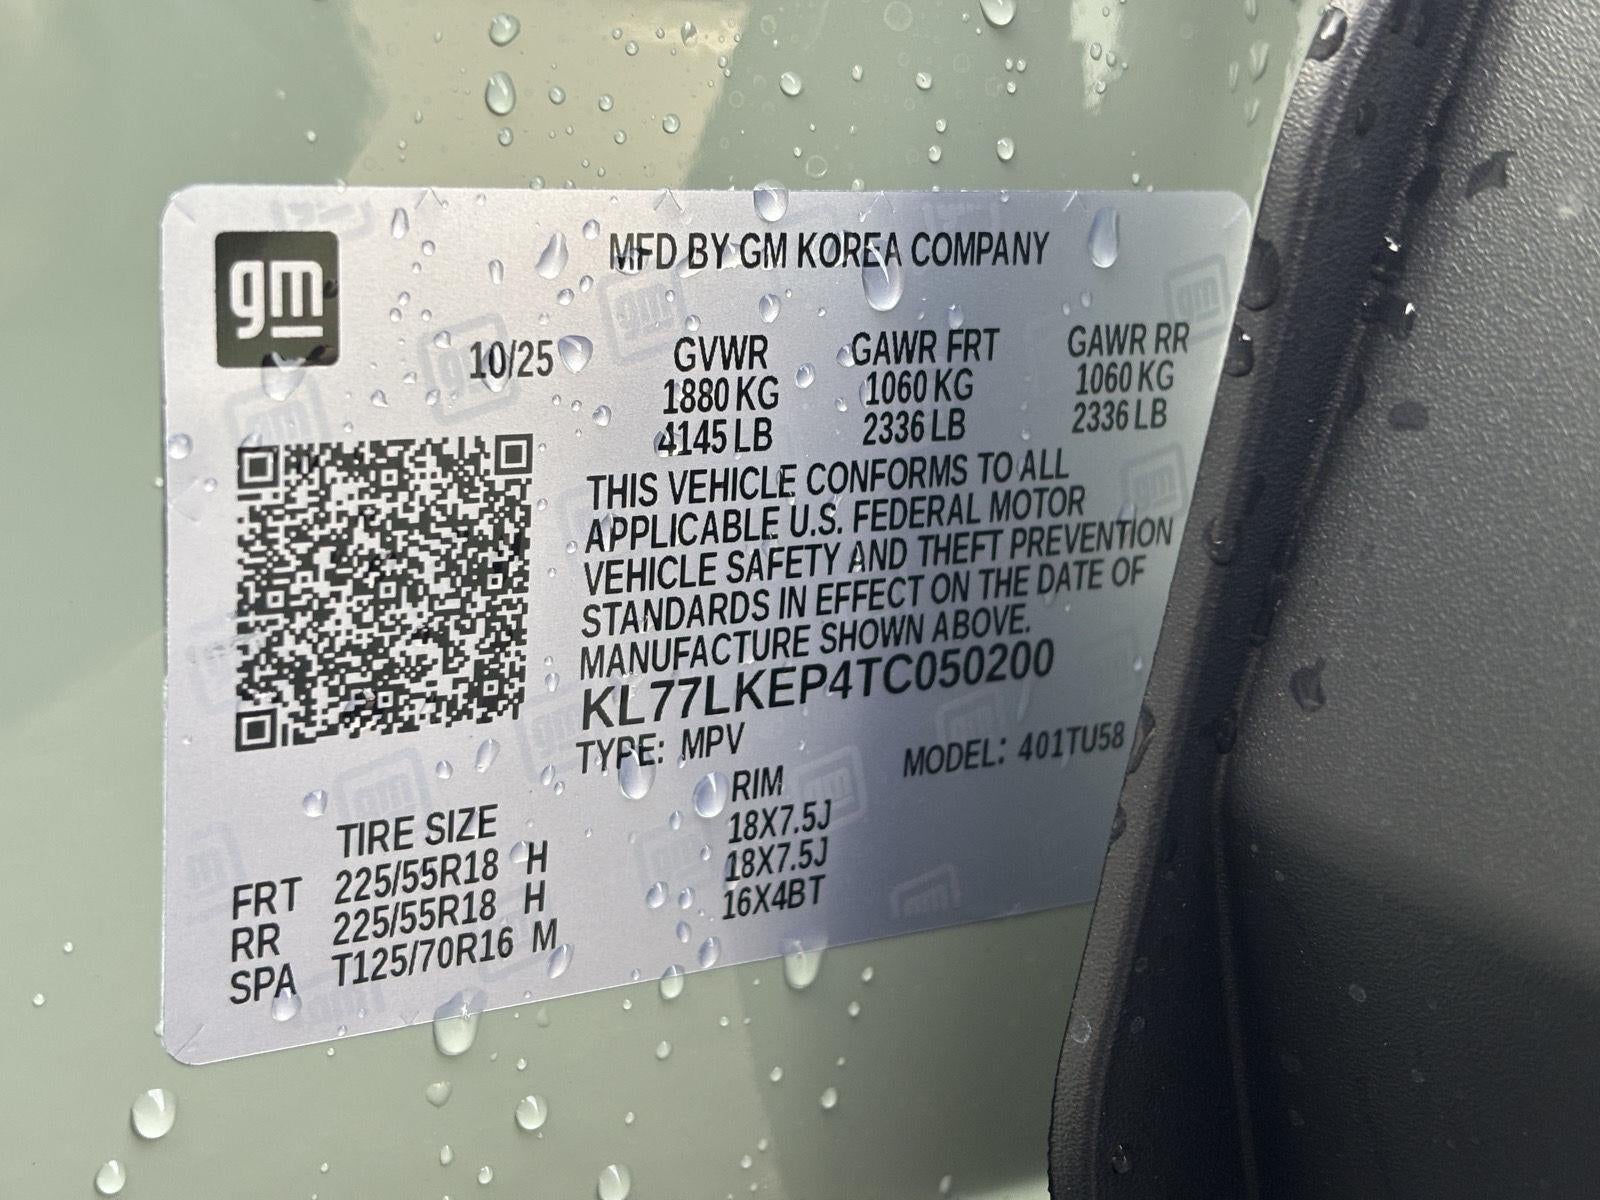 gm
MFD BY GM KOREA COMPANY
10/25
GVWR GAWR FRT GAWR RR
1880 KG 1060 KG 1060 KG
4145 LB 2336 LB 2336 LB
THIS VEHICLE CONFORMS TO ALL
APPLICABLE U.S. FEDERAL MOTOR
VEHICLE SAFETY AND THEFT PREVENTION
STANDARDS IN EFFECT ON THE DATE OF
MANUFACTURE SHOWN ABOVE.
KL77LKEP4TC050200
TYPE: MPV MODEL: 401TU58
TIRE SIZE RIM
FRT 225/55R18 H 18X7.5J
RR 225/55R18 H 18X7.5J
SPA T125/70R16 M 16X4BT